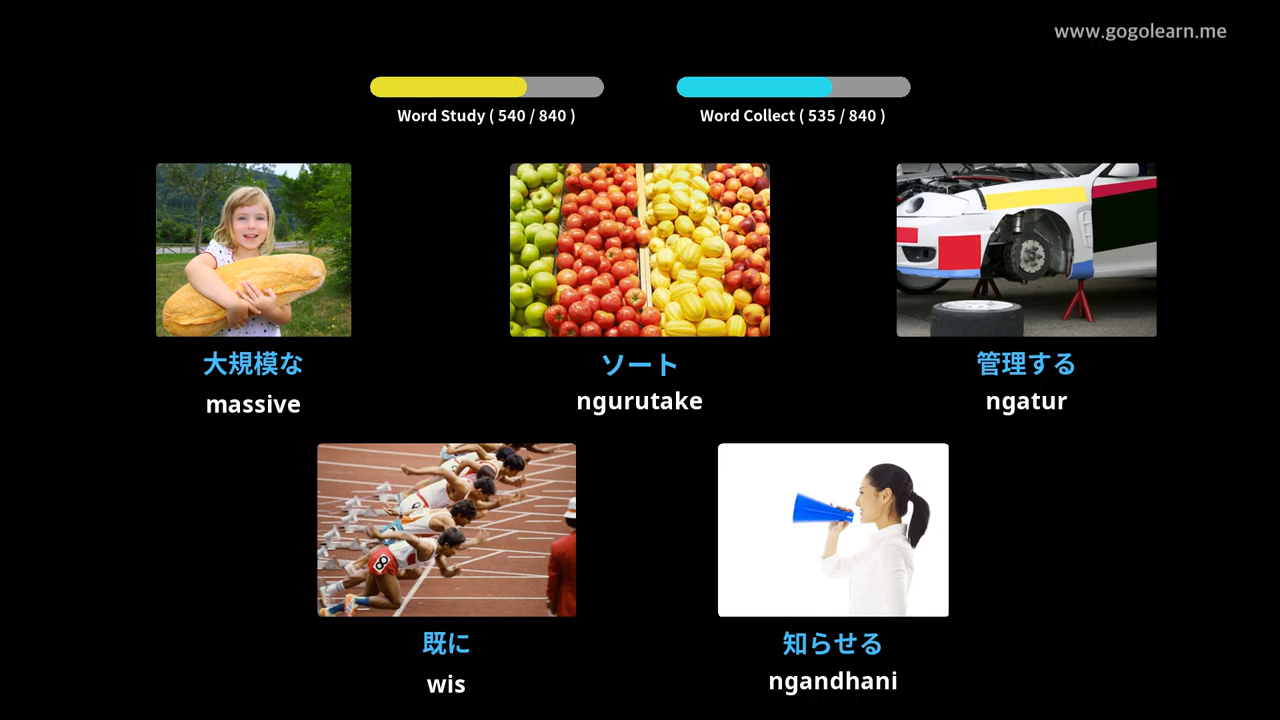 www.gogolearn.me
Word Study ( 540 / 840 )
Word Collect ( 535 / 840 )
大規模な
massive
ソート
ngurutake
管理する
ngatur
既に
wis
知らせる
ngandhani